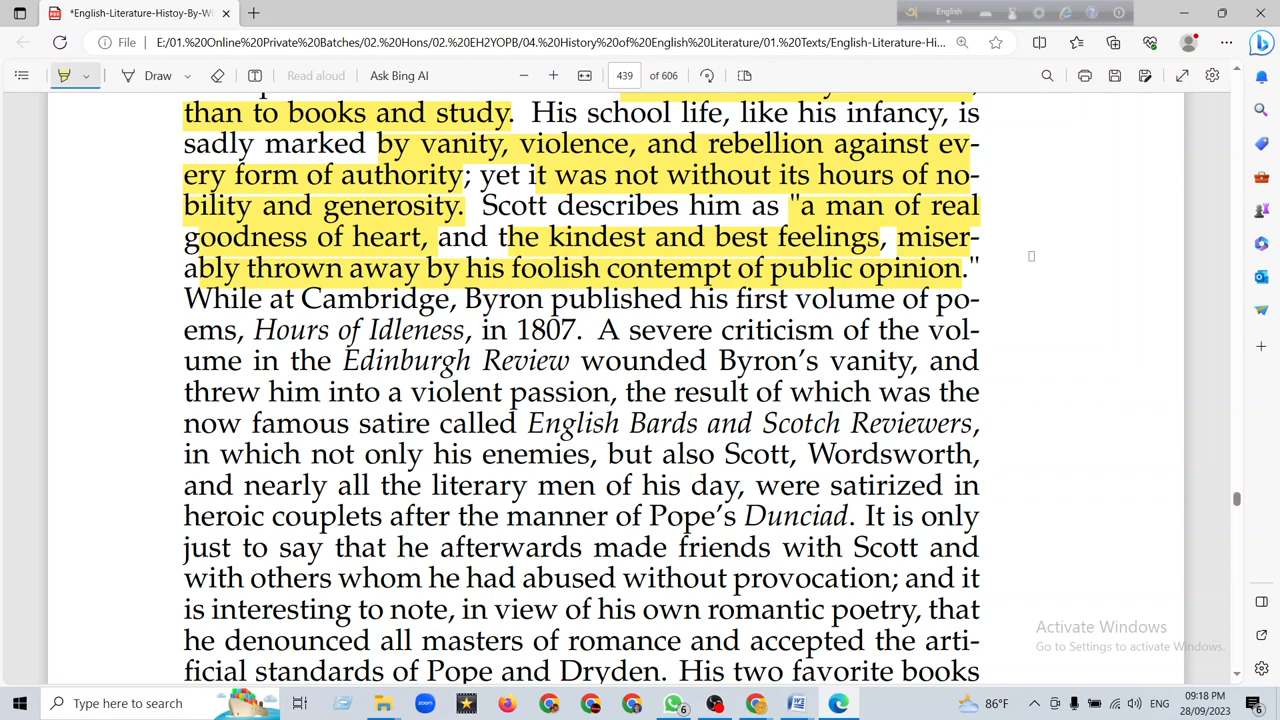 *English-Literature-Histoy-By-Wi
English
File
E:/01.%20Online%20Private%20Batches/02.%20Hons/02.%20EH2YOPB/04.%20History%20of%20English%20Literature/01.%20Texts/English-Literature-Hi...
Draw
Read aloud
Ask Bing AI
439 of 606
than to books and study. His school life, like his infancy, is
sadly marked by vanity, violence, and rebellion against ev-
ery form of authority; yet it was not without its hours of no-
bility and generosity. Scott describes him as "a man of real
goodness of heart, and the kindest and best feelings, miser-
ably thrown away by his foolish contempt of public opinion."
While at Cambridge, Byron published his first volume of po-
ems, Hours of Idleness, in 1807. A severe criticism of the vol-
ume in the Edinburgh Review wounded Byron's vanity, and
threw him into a violent passion, the result of which was the
now famous satire called English Bards and Scotch Reviewers,
in which not only his enemies, but also Scott, Wordsworth,
and nearly all the literary men of his day, were satirized in
heroic couplets after the manner of Pope's Dunciad. It is only
just to say that he afterwards made friends with Scott and
with others whom he had abused without provocation; and it
is interesting to note, in view of his own romantic poetry, that
he denounced all masters of romance and accepted the arti-
ficial standards of Pope and Dryden. His two favorite books
Activate Windows
Go to Settings to activate Windows.
Type here to search
zoom
6
86°F
ENG
09:18 PM
28/09/2023
6